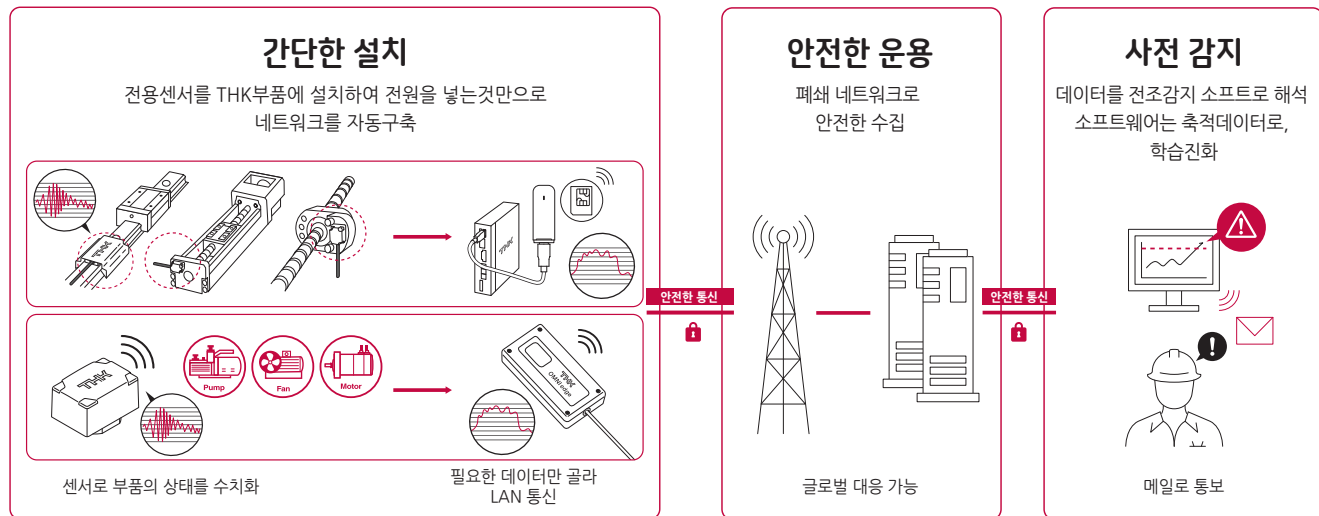 간단한 설치
전용센서를 THK부품에 설치하여 전원을 넣는것만으로
네트워크를 자동구축
THK
THK
THK
Pump
Fan
Motor
THK
OMNI edge
센서로 부품의 상태를 수치화
필요한 데이터만 골라
LAN 통신
안전한 통신
안전한 운용
폐쇄 네트워크로
안전한 수집
글로벌 대응 가능
안전한 통신
사전 감지
데이터를 전조감지 소프트로 해석
소프트웨어는 축적데이터로,
학습진화
메일로 통보